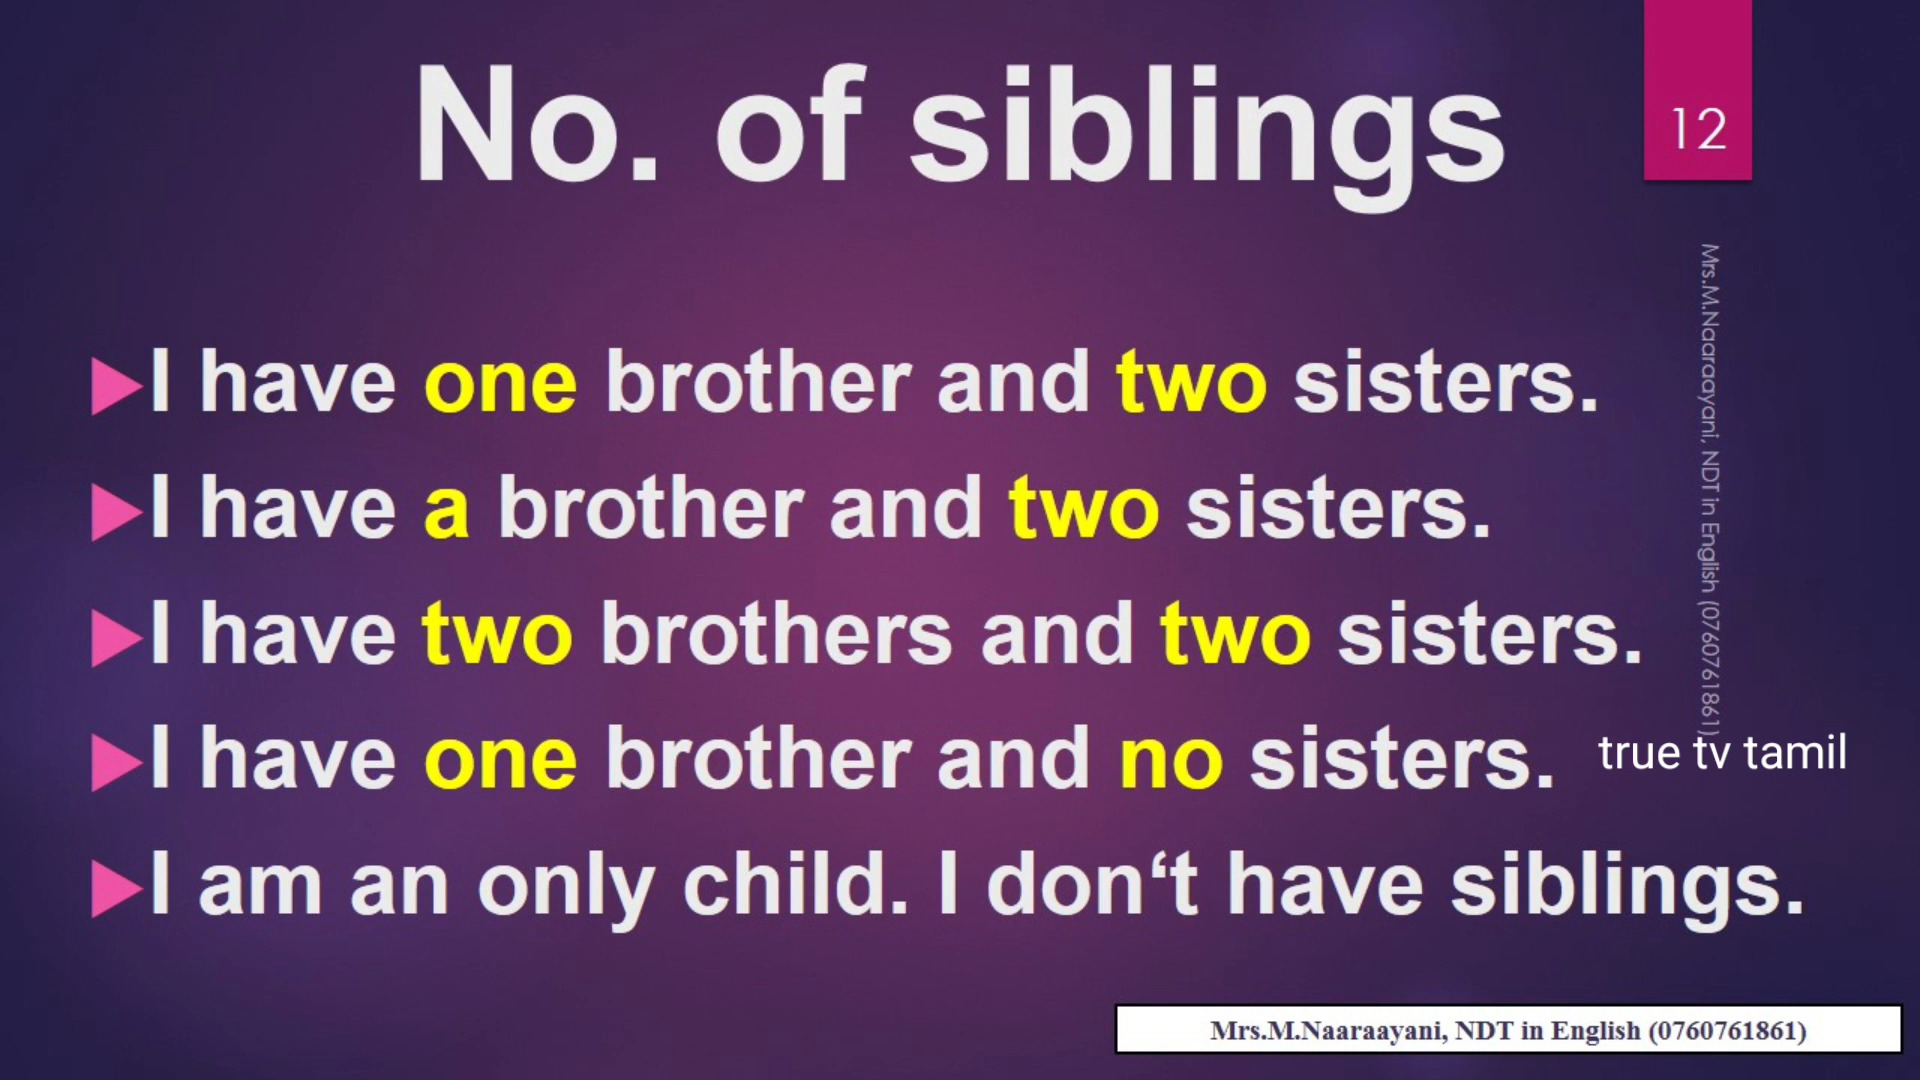 No. of siblings
12
I have one brother and two sisters.
I have a brother and two sisters.
I have two brothers and two sisters.
I have one brother and no sisters.
I am an only child. I don‘t have siblings.
Mrs.M.Naaraayani, NDT in English (0760761861)
true tv tamil
Mrs.M.Naaraayani, NDT in English (0760761861)